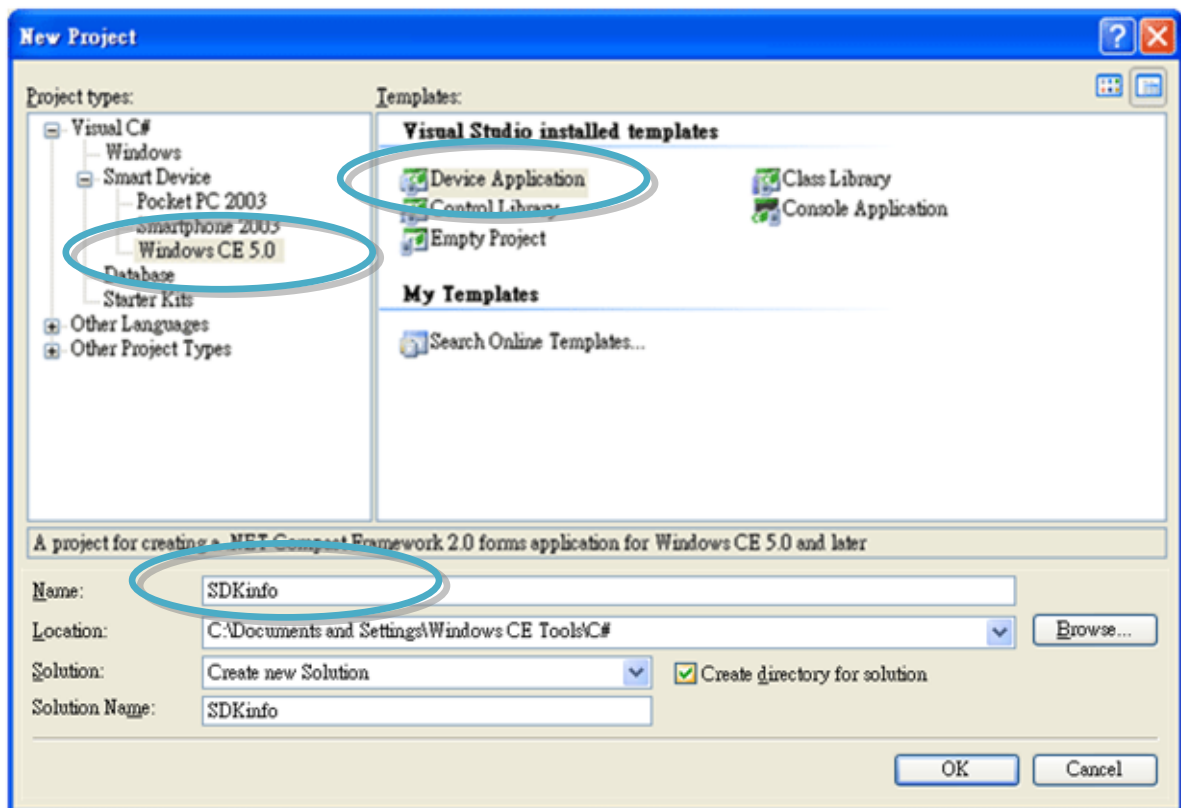 New Project
Project types:
Templates:
Visual C#
Windows
Smart Device
Pocket PC 2003
Smartphone 2003
Windows CE 5.0
Database
Starter Kits
Other Languages
Other Project Types
Visual Studio installed templates
Device Application
Class Library
Control Library
Console Application
Empty Project
My Templates
Search Online Templates...
A project for creating a .NET Compact Framework 2.0 forms application for Windows CE 5.0 and later
Name: SDKinfo
Location: C:\Documents and Settings\Windows CE Tools\C# Browse...
Solution: Create new Solution Create directory for solution
Solution Name: SDKinfo
OK Cancel